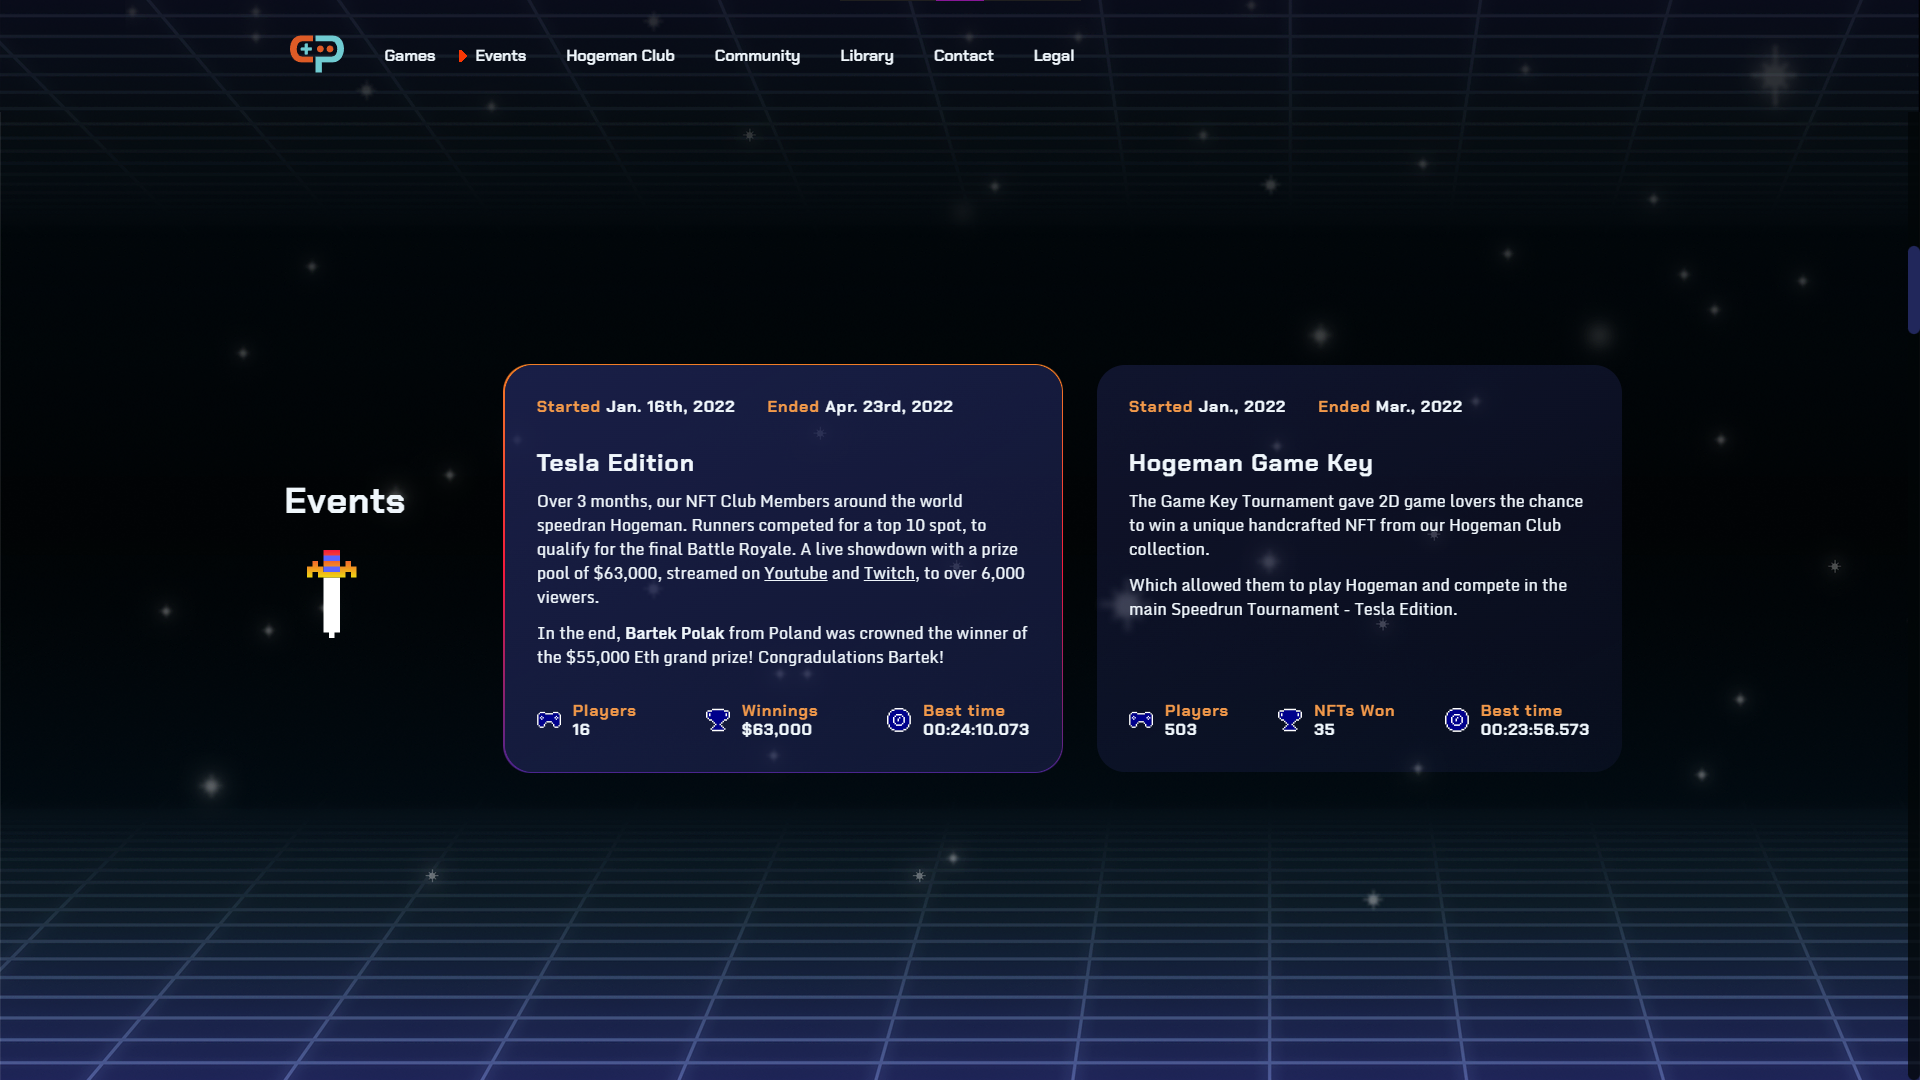 Games Events Hogeman Club Community Library Contact Legal
Events
Started Jan. 16th, 2022 Ended Apr. 23rd, 2022
Tesla Edition
Over 3 months, our NFT Club Members around the world
speedran Hogeman. Runners competed for a top 10 spot, to
qualify for the final Battle Royale. A live showdown with a prize
pool of $63,000, streamed on Youtube and Twitch, to over 6,000
viewers.
In the end, Bartek Polak from Poland was crowned the winner of
the $55,000 Eth grand prize! Congradulations Bartek!
Players Winnings Best time
16 $63,000 00:24:10.073
Started Jan., 2022 Ended Mar., 2022
Hogeman Game Key
The Game Key Tournament gave 2D game lovers the chance
to win a unique handcrafted NFT from our Hogeman Club
collection.
Which allowed them to play Hogeman and compete in the
main Speedrun Tournament - Tesla Edition.
Players NFTs Won Best time
503 35 00:23:56.573